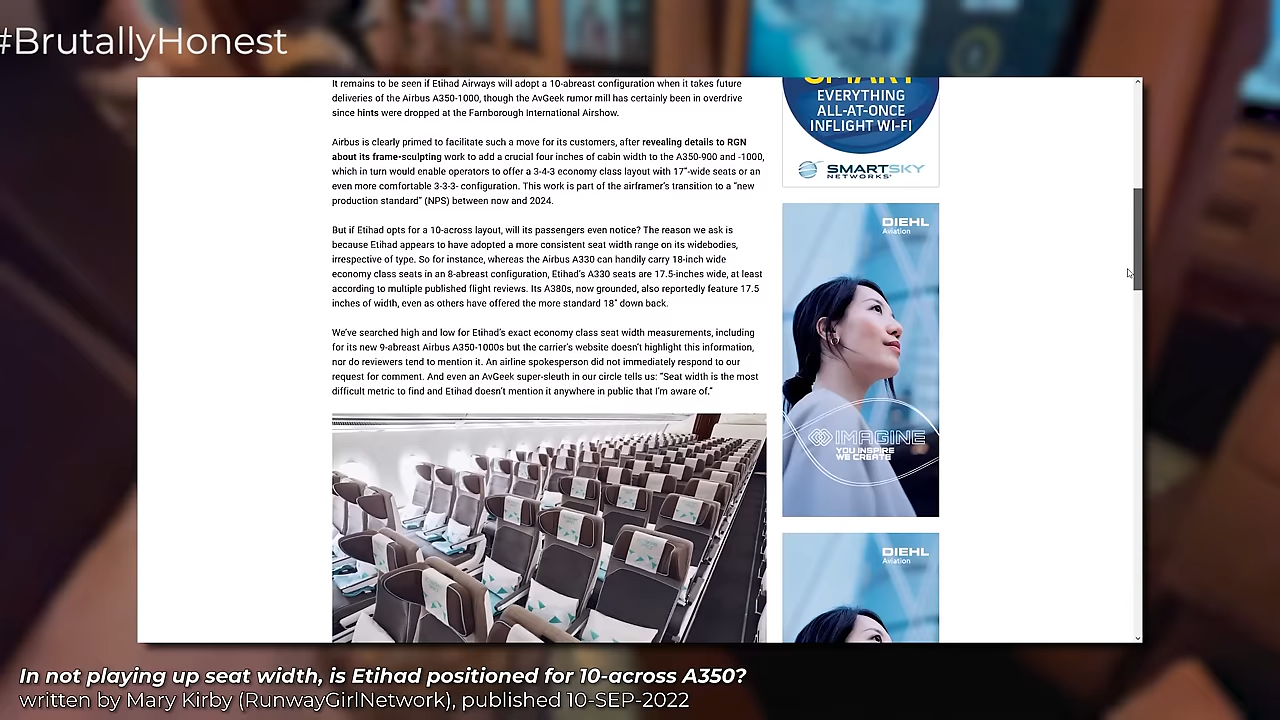 #BrutallyHonest
It remains to be seen if Etihad Airways will adopt a 10-abreast configuration when it takes future
deliveries of the Airbus A350-1000, though the AvGeek rumor mill has certainly been in overdrive
since hints were dropped at the Farnborough International Airshow.
Airbus is clearly primed to facilitate such a move for its customers, after revealing details to RGN
about its frame-sculpting work to add a crucial four inches of cabin width to the A350-900 and -1000,
which in turn would enable operators to offer a 3-4-3 economy class layout with 17"-wide seats or an
even more comfortable 3-3-3- configuration. This work is part of the airframer's transition to a "new
production standard" (NPS) between now and 2024.
But if Etihad opts for a 10-across layout, will its passengers even notice? The reason we ask is
because Etihad appears to have adopted a more consistent seat width range on its widebodies,
irrespective of type. So for instance, whereas the Airbus A330 can handily carry 18-inch wide
economy class seats in an 8-abreast configuration, Etihad's A330 seats are 17.5-inches wide, at least
according to multiple published flight reviews. Its A380s, now grounded, also reportedly feature 17.5
inches of width, even as others have offered the more standard 18" down back.
We've searched high and low for Etihad's exact economy class seat width measurements, including
for its new 9-abreast Airbus A350-1000s but the carrier's website doesn't highlight this information,
nor do reviewers tend to mention it. An airline spokesperson did not immediately respond to our
request for comment. And even an AvGeek super-sleuth in our circle tells us: "Seat width is the most
difficult metric to find and Etihad doesn't mention it anywhere in public that I'm aware of."
SMART
EVERYTHING
ALL-AT-ONCE
INFLIGHT WI-FI
SMARTSKY
NETWORKS
DIEHL
Aviation
IMAGINE
YOU INSPIRE
WE CREATE
DIEHL
Aviation
In not playing up seat width, is Etihad positioned for 10-across A350?
written by Mary Kirby (RunwayGirlNetwork), published 10-SEP-2022